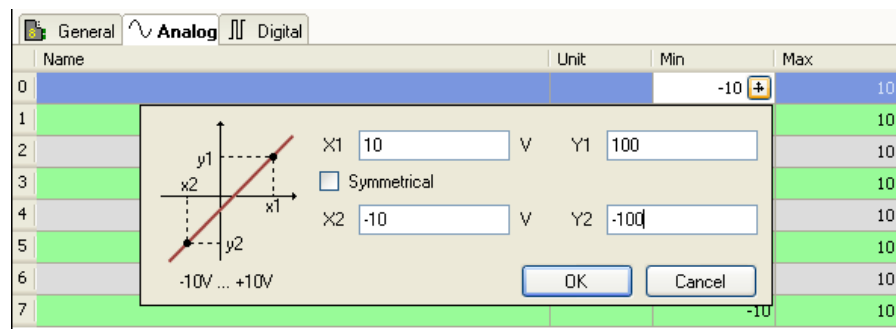 General Analog Digital
Name Unit Min Max
0 -10 10
1 10
2 10
3 10
4 10
5 10
6 10
7 -10 10
y1
x2
x1
y2
-10V ... +10V
X1 10 V Y1 100
Symmetrical
X2 -10 V Y2 -100
OK Cancel